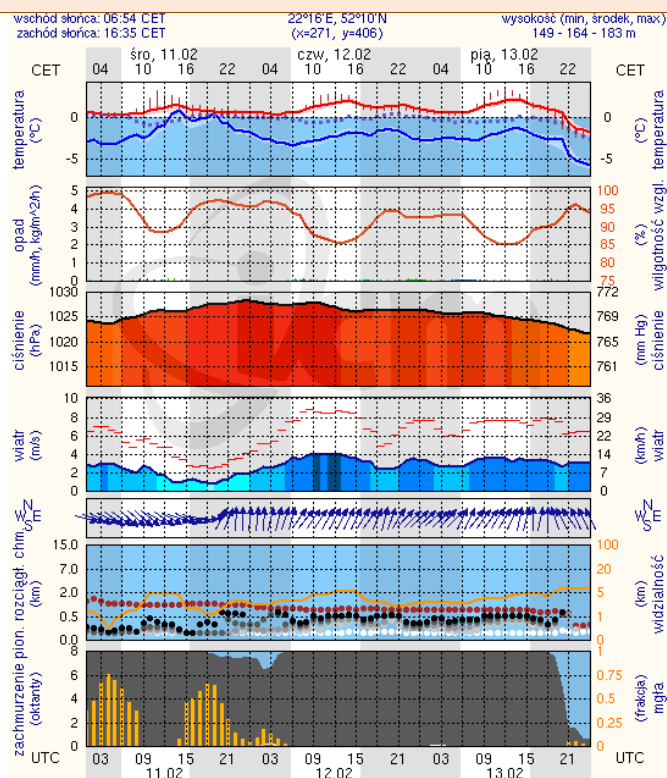 wschód słońca: 06:54 CET 22°16'E, 52°10'N wysokość (min, środek, max)
zachód słońca: 16:35 CET (x=271, y=406) 149 - 164 - 183 m
śro, 11.02 czw, 12.02 pią, 13.02
CET 04 10 16 22 04 10 16 22 04 10 16 22 CET
temperatura (°C) 0 -5 0 -5 (°C) temperatura
opad (mm/h, kg/m^2/h) 5 4 3 2 1 0 100 95 90 85 80 75 (%) wilgotność wzgl.
ciśnienie (hPa) 1030 1025 1020 1015 772 769 765 761 (mm Hg) ciśnienie
wiatr (m/s) 10 8 6 4 2 0 36 29 22 14 7 0 (km/h) wiatr
N W E S N W E S
pion. rozciągł. chm. (km) 15.0 7.0 2.0 0.5 0.0 100 20 5 1 0 (km) widzialność
zachmurzenie (oktanty) 8 6 4 2 0 1 0.75 0.5 0.25 0 (frakcja) mgła
UTC 03 09 15 21 03 09 15 21 03 09 15 21 UTC
11.02 12.02 13.02
icm